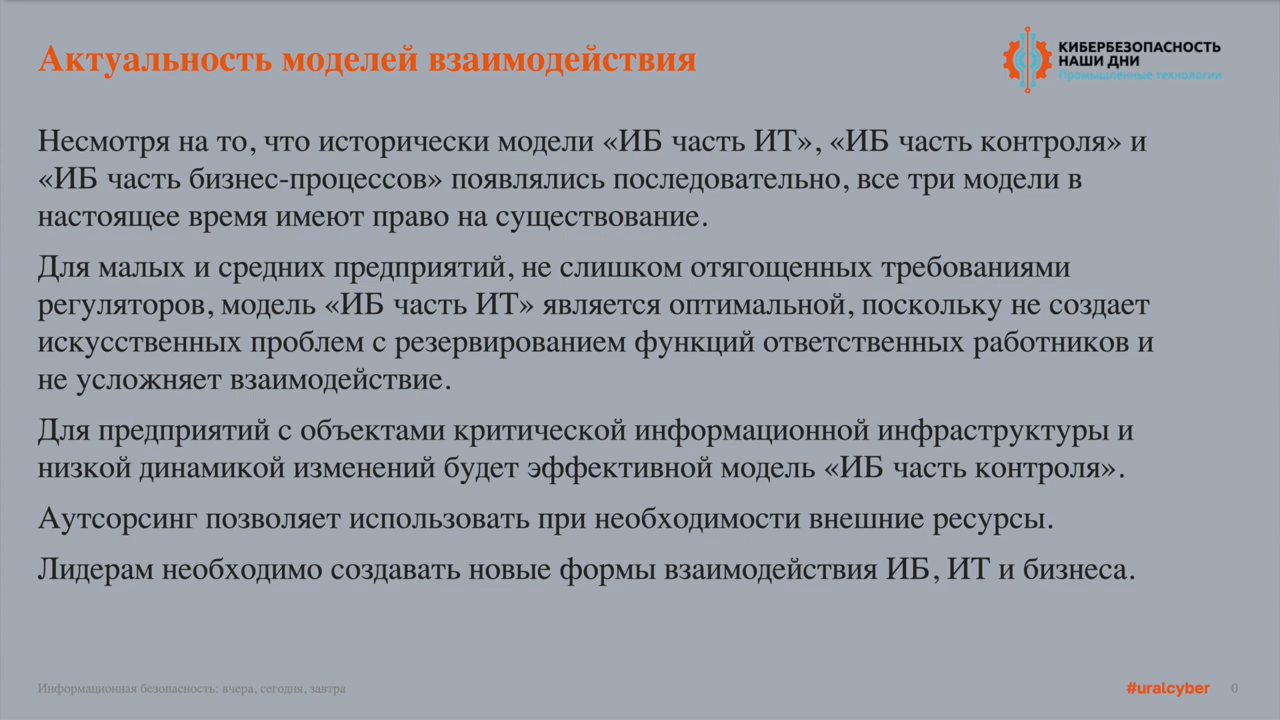 Актуальность моделей взаимодействия
КИБЕРБЕЗОПАСНОСТЬ
НАШИ ДНИ
Промышленные технологии
Несмотря на то, что исторически модели «ИБ часть ИТ», «ИБ часть контроля» и
«ИБ часть бизнес-процессов» появлялись последовательно, все три модели в
настоящее время имеют право на существование.
Для малых и средних предприятий, не слишком отягощенных требованиями
регуляторов, модель «ИБ часть ИТ» является оптимальной, поскольку не создает
искусственных проблем с резервированием функций ответственных работников и
не усложняет взаимодействие.
Для предприятий с объектами критической информационной инфраструктуры и
низкой динамикой изменений будет эффективной модель «ИБ часть контроля».
Аутсорсинг позволяет использовать при необходимости внешние ресурсы.
Лидерам необходимо создавать новые формы взаимодействия ИБ, ИТ и бизнеса.
Информационная безопасность: вчера, сегодня, завтра
#uralcyber 0